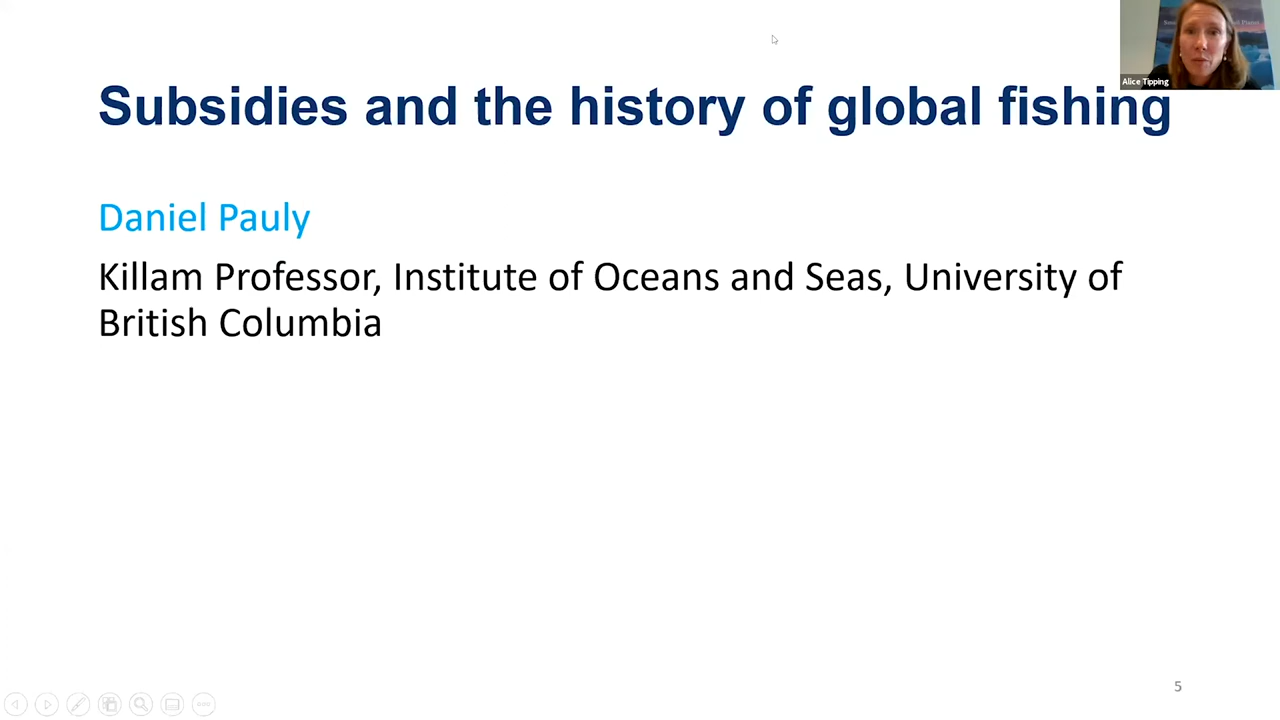 Subsidies and the history of global fishing
Alice Tipping
Daniel Pauly
Killam Professor, Institute of Oceans and Seas, University of
British Columbia
5